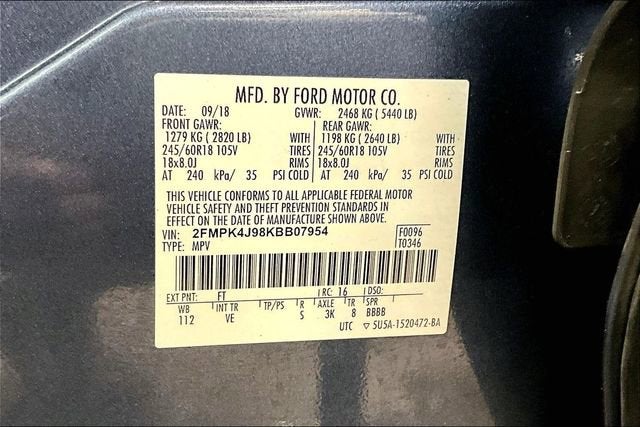 MFD. BY FORD MOTOR CO.
DATE: 09/18 GVWR: 2468 KG ( 5440 LB)
FRONT GAWR: REAR GAWR:
1279 KG ( 2820 LB) WITH 1198 KG ( 2640 LB) WITH
245/60R18 105V TIRES 245/60R18 105V TIRES
18x8.0J RIMS 18x8.0J RIMS
AT 240 kPa/ 35 PSI COLD AT 240 kPa/ 35 PSI COLD
THIS VEHICLE CONFORMS TO ALL APPLICABLE FEDERAL MOTOR
VEHICLE SAFETY AND THEFT PREVENTION STANDARDS IN
EFFECT ON THE DATE OF MANUFACTURE SHOWN ABOVE.
VIN: 2FMPK4J98KBB07954 F0096
TYPE: MPV T0346
EXT PNT: FT RC: 16 DSO:
WB INT TR TP/PS R AXLE TR SPR
112 VE S 3K 8 BBBB
UTC ▽ 5U5A-1520472-BA